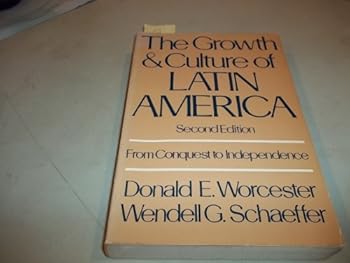 The Growth
& Culture of
LATIN
AMERICA
Second Edition
From Conquest to Independence
Donald E. Worcester
Wendell G. Schaeffer